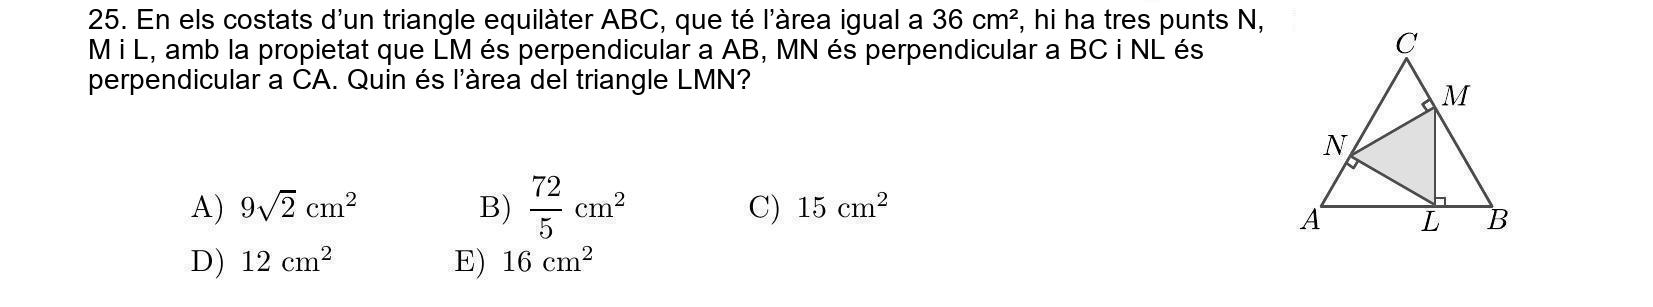 25. En els costats d’un triangle equilàter ABC, que té l’àrea igual a 36 cm², hi ha tres punts N,
M i L, amb la propietat que LM és perpendicular a AB, MN és perpendicular a BC i NL és
perpendicular a CA. Quin és l’àrea del triangle LMN?
A) 9√2 cm² B) 72/5 cm² C) 15 cm²
D) 12 cm² E) 16 cm²
C
M
N
A L B